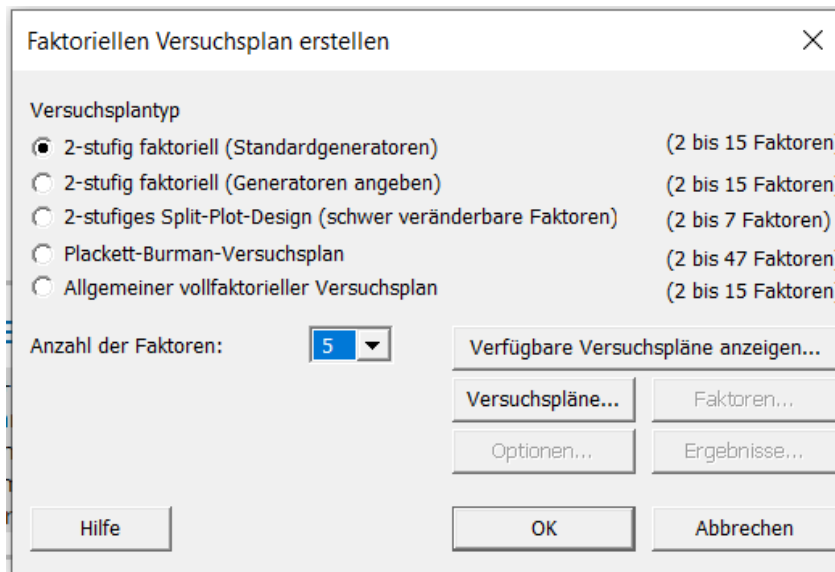 Faktoriellen Versuchsplan erstellen
Versuchsplantyp
2-stufig faktoriell (Standardgeneratoren) (2 bis 15 Faktoren)
2-stufig faktoriell (Generatoren angeben) (2 bis 15 Faktoren)
2-stufiges Split-Plot-Design (schwer veränderbare Faktoren) (2 bis 7 Faktoren)
Plackett-Burman-Versuchsplan (2 bis 47 Faktoren)
Allgemeiner vollfaktorieller Versuchsplan (2 bis 15 Faktoren)
Anzahl der Faktoren: 5 Verfügbare Versuchspläne anzeigen...
Versuchspläne... Faktoren...
Optionen... Ergebnisse...
Hilfe OK Abbrechen